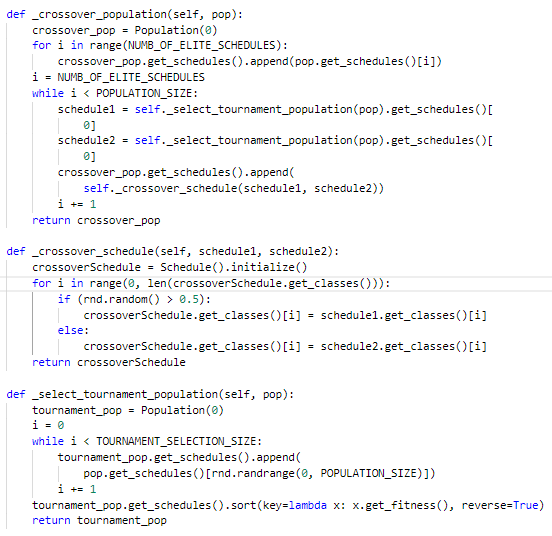 def _crossover_population(self, pop):
    crossover_pop = Population(0)
    for i in range(NUMB_OF_ELITE_SCHEDULES):
        crossover_pop.get_schedules().append(pop.get_schedules()[i])
    i = NUMB_OF_ELITE_SCHEDULES
    while i < POPULATION_SIZE:
        schedule1 = self._select_tournament_population(pop).get_schedules()[
            0]
        schedule2 = self._select_tournament_population(pop).get_schedules()[
            0]
        crossover_pop.get_schedules().append(
            self._crossover_schedule(schedule1, schedule2))
        i += 1
    return crossover_pop

def _crossover_schedule(self, schedule1, schedule2):
    crossoverSchedule = Schedule().initialize()
    for i in range(0, len(crossoverSchedule.get_classes())):
        if (rnd.random() > 0.5):
            crossoverSchedule.get_classes()[i] = schedule1.get_classes()[i]
        else:
            crossoverSchedule.get_classes()[i] = schedule2.get_classes()[i]
    return crossoverSchedule

def _select_tournament_population(self, pop):
    tournament_pop = Population(0)
    i = 0
    while i < TOURNAMENT_SELECTION_SIZE:
        tournament_pop.get_schedules().append(
            pop.get_schedules()[rnd.randrange(0, POPULATION_SIZE)])
        i += 1
    tournament_pop.get_schedules().sort(key=lambda x: x.get_fitness(), reverse=True)
    return tournament_pop